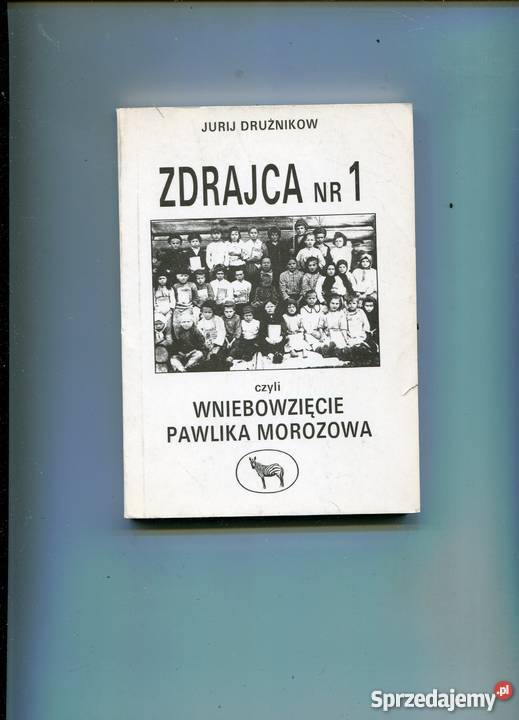 JURIJ DRUŻNIKOW
ZDRAJCA NR 1
czyli
WNIEBOWZIĘCIE
PAWLIKA MOROZOWA
Sprzedajemy.pl